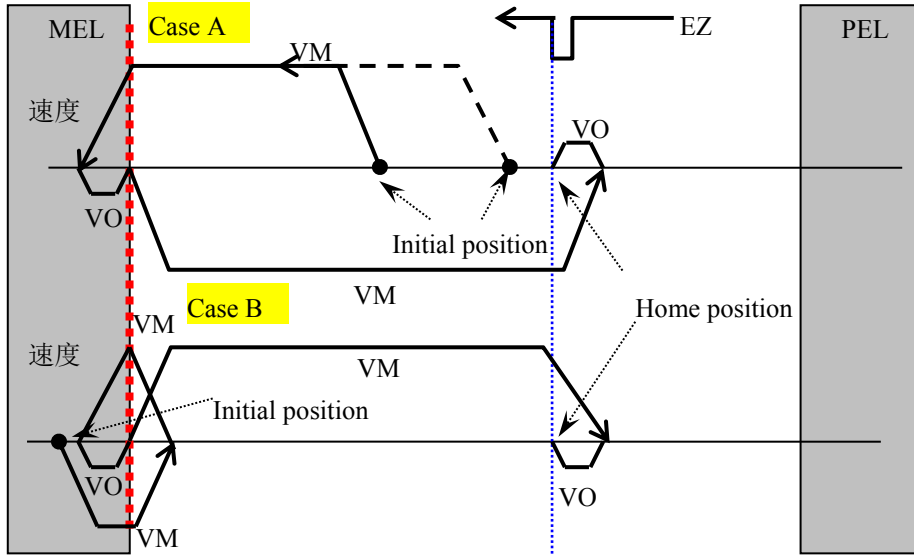 MEL
Case A
VM
EZ
PEL
速度
VO
VO
Initial position
VM
Case B
VM
Home position
速度
VM
Initial position
VO
VO
VM